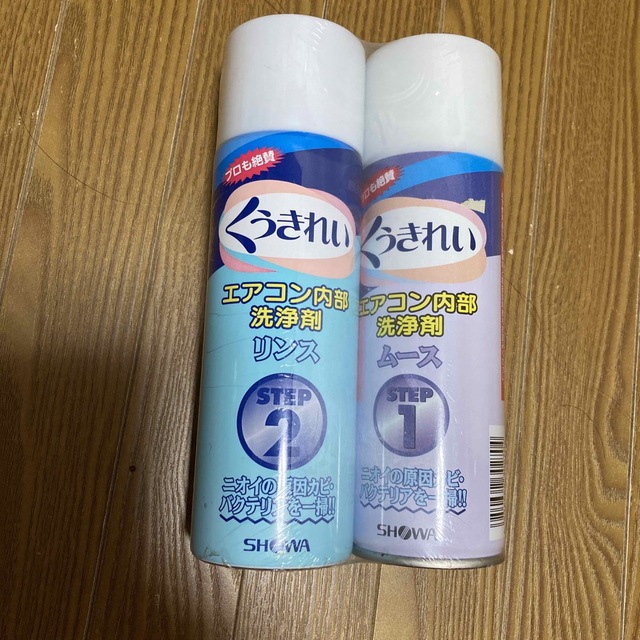 プロも絶賛
くうきれい
エアコン内部
洗浄剤
リンス
STEP
2
ニオイの原因カビ・
バクテリアを一掃!!
SHOWA
プロも絶賛
くうきれい
エアコン内部
洗浄剤
ムース
STEP
1
ニオイの原因カビ・
バクテリアを一掃!!
SHOWA